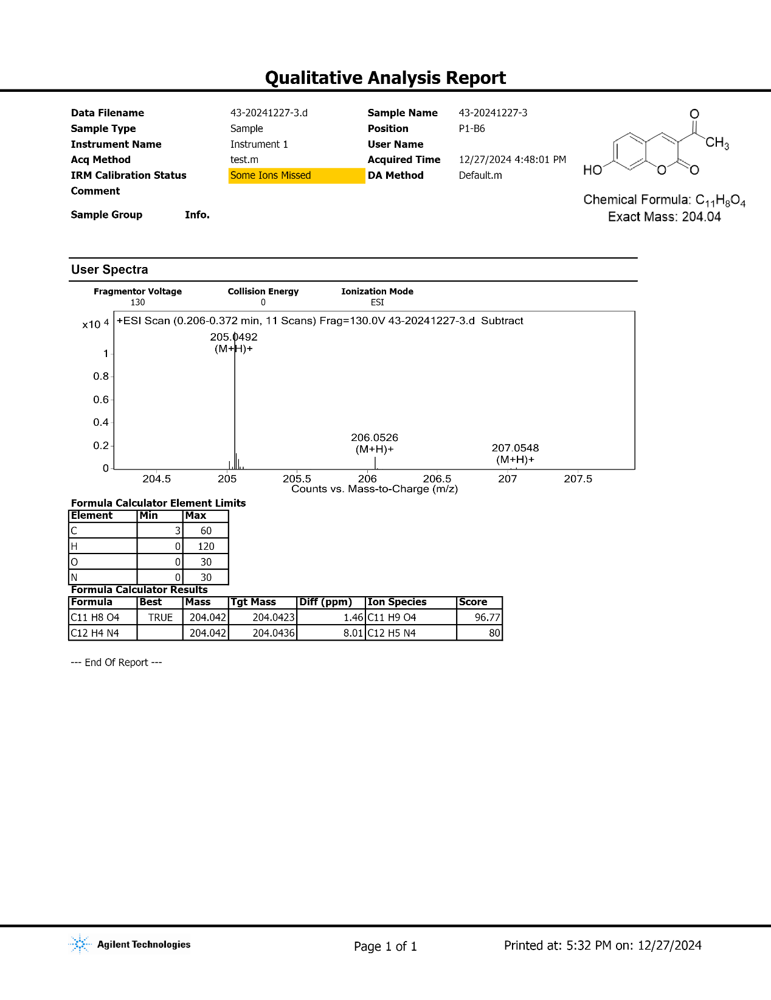 Qualitative Analysis Report
Data Filename 43-20241227-3.d Sample Name 43-20241227-3
Sample Type Sample Position P1-B6
Instrument Name Instrument 1 User Name
Acq Method test.m Acquired Time 12/27/2024 4:48:01 PM
IRM Calibration Status Some Ions Missed DA Method Default.m
Comment
Sample Group Info.
O
CH3
HO O O
Chemical Formula: C11H8O4
Exact Mass: 204.04
User Spectra
Fragmentor Voltage Collision Energy Ionization Mode
130 0 ESI
x10 4 +ESI Scan (0.206-0.372 min, 11 Scans) Frag=130.0V 43-20241227-3.d Subtract
205.0492
(M+H)+
1
0.8
0.6
0.4
206.0526
(M+H)+
0.2
207.0548
(M+H)+
0
204.5 205 205.5 206 206.5 207 207.5
Counts vs. Mass-to-Charge (m/z)
Formula Calculator Element Limits
Element Min Max
C 3 60
H 0 120
O 0 30
N 0 30
Formula Calculator Results
Formula Best Mass Tgt Mass Diff (ppm) Ion Species Score
C11 H8 O4 TRUE 204.042 204.0423 1.46 C11 H9 O4 96.77
C12 H4 N4 204.042 204.0436 8.01 C12 H5 N4 80
--- End Of Report ---
Agilent Technologies
Page 1 of 1
Printed at: 5:32 PM on: 12/27/2024